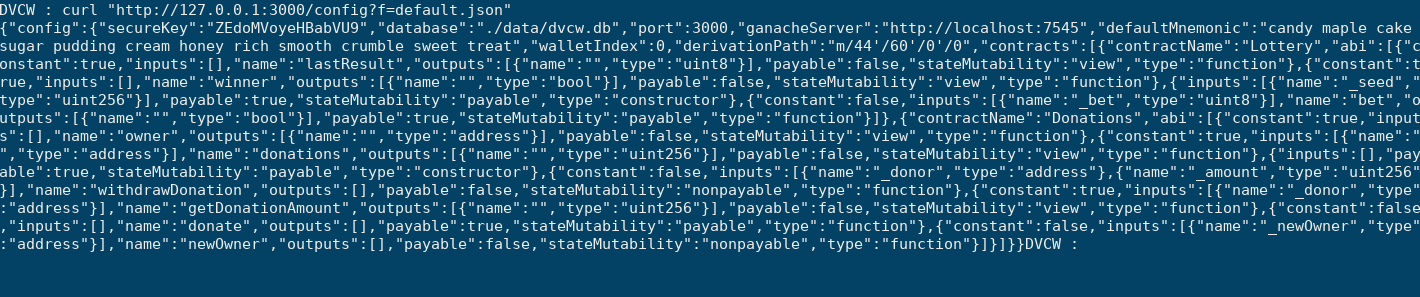 DVCW : curl "http://127.0.0.1:3000/config?f=default.json"
{"config":{"secureKey":"ZEdoMVoyeHBabVU9","database":"./data/dvcw.db","port":3000,"ganacheServer":"http://localhost:7545","defaultMnemonic":"candy maple cake
sugar pudding cream honey rich smooth crumble sweet treat","walletIndex":0,"derivationPath":"m/44'/60'/0'/0","contracts":[{"contractName":"Lottery","abi":[{"c
onstant":true,"inputs":[],"name":"lastResult","outputs":[{"name":"","type":"uint8"}],"payable":false,"stateMutability":"view","type":"function"},{"constant":t
rue,"inputs":[],"name":"winner","outputs":[{"name":"","type":"bool"}],"payable":false,"stateMutability":"view","type":"function"},{"inputs":[{"name":"_seed","
type":"uint256"}],"payable":true,"stateMutability":"payable","type":"constructor"},{"constant":false,"inputs":[{"name":"_bet","type":"uint8"}],"name":"bet","o
utputs":[{"name":"","type":"bool"}],"payable":true,"stateMutability":"payable","type":"function"}]},{"contractName":"Donations","abi":[{"constant":true,"input
s":[],"name":"owner","outputs":[{"name":"","type":"address"}],"payable":false,"stateMutability":"view","type":"function"},{"constant":true,"inputs":[{"name":"
","type":"address"}],"name":"donations","outputs":[{"name":"","type":"uint256"}],"payable":false,"stateMutability":"view","type":"function"},{"inputs":[],"pay
able":true,"stateMutability":"payable","type":"constructor"},{"constant":false,"inputs":[{"name":"_donor","type":"address"},{"name":"_amount","type":"uint256"
}],"name":"withdrawDonation","outputs":[],"payable":false,"stateMutability":"nonpayable","type":"function"},{"constant":true,"inputs":[{"name":"_donor","type"
:"address"}],"name":"getDonationAmount","outputs":[{"name":"","type":"uint256"}],"payable":false,"stateMutability":"view","type":"function"},{"constant":false
,"inputs":[],"name":"donate","outputs":[],"payable":true,"stateMutability":"payable","type":"function"},{"constant":false,"inputs":[{"name":"_newOwner","type"
:"address"}],"name":"newOwner","outputs":[],"payable":false,"stateMutability":"nonpayable","type":"function"}]}]}}DVCW :